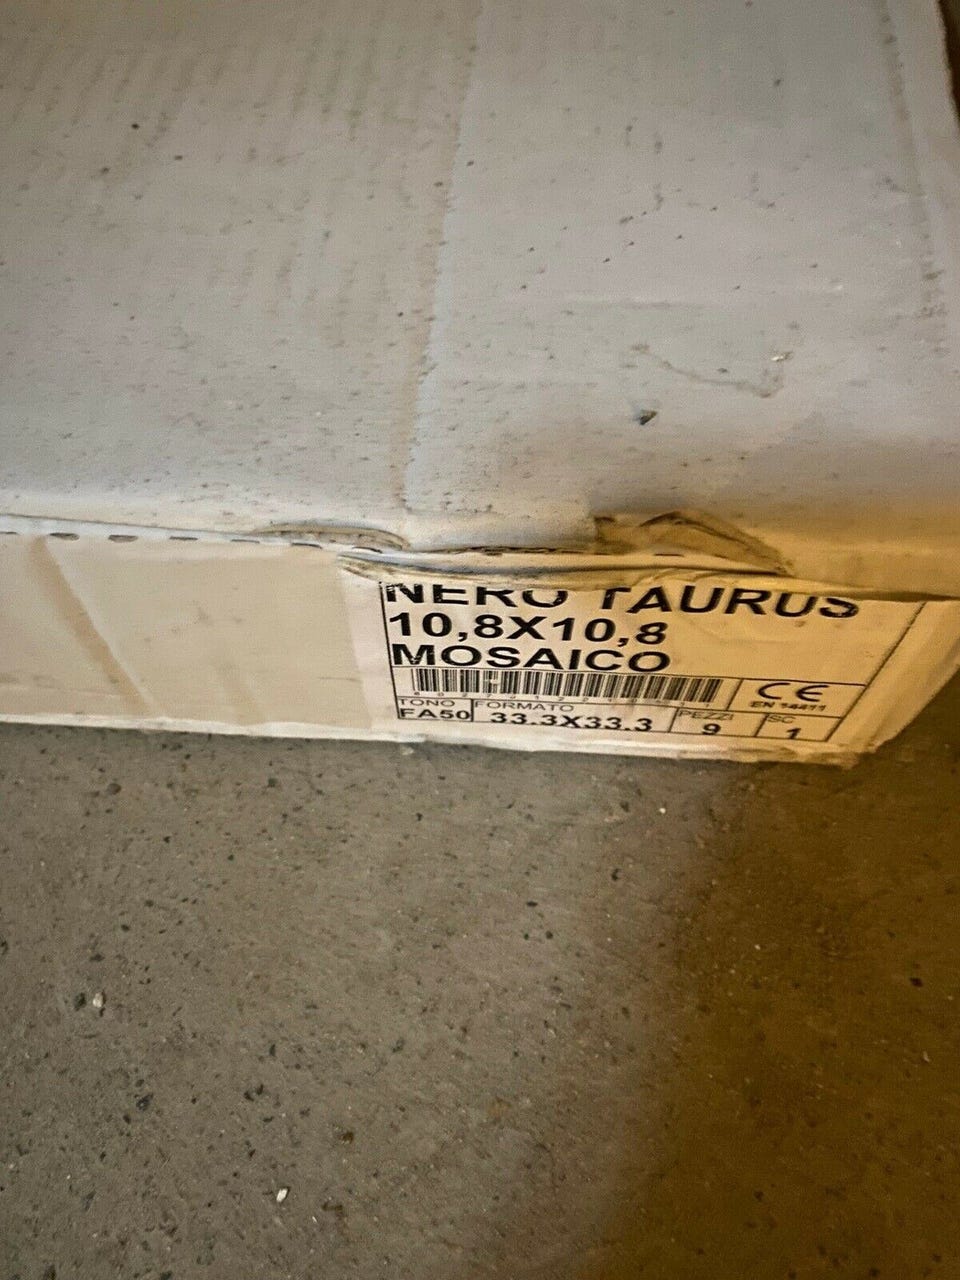 NERO TAURUS
10,8X10,8
MOSAICO
CE
EN 14411
TONO FORMATO PEZZI SC
FA50 33.3X33.3 9 1